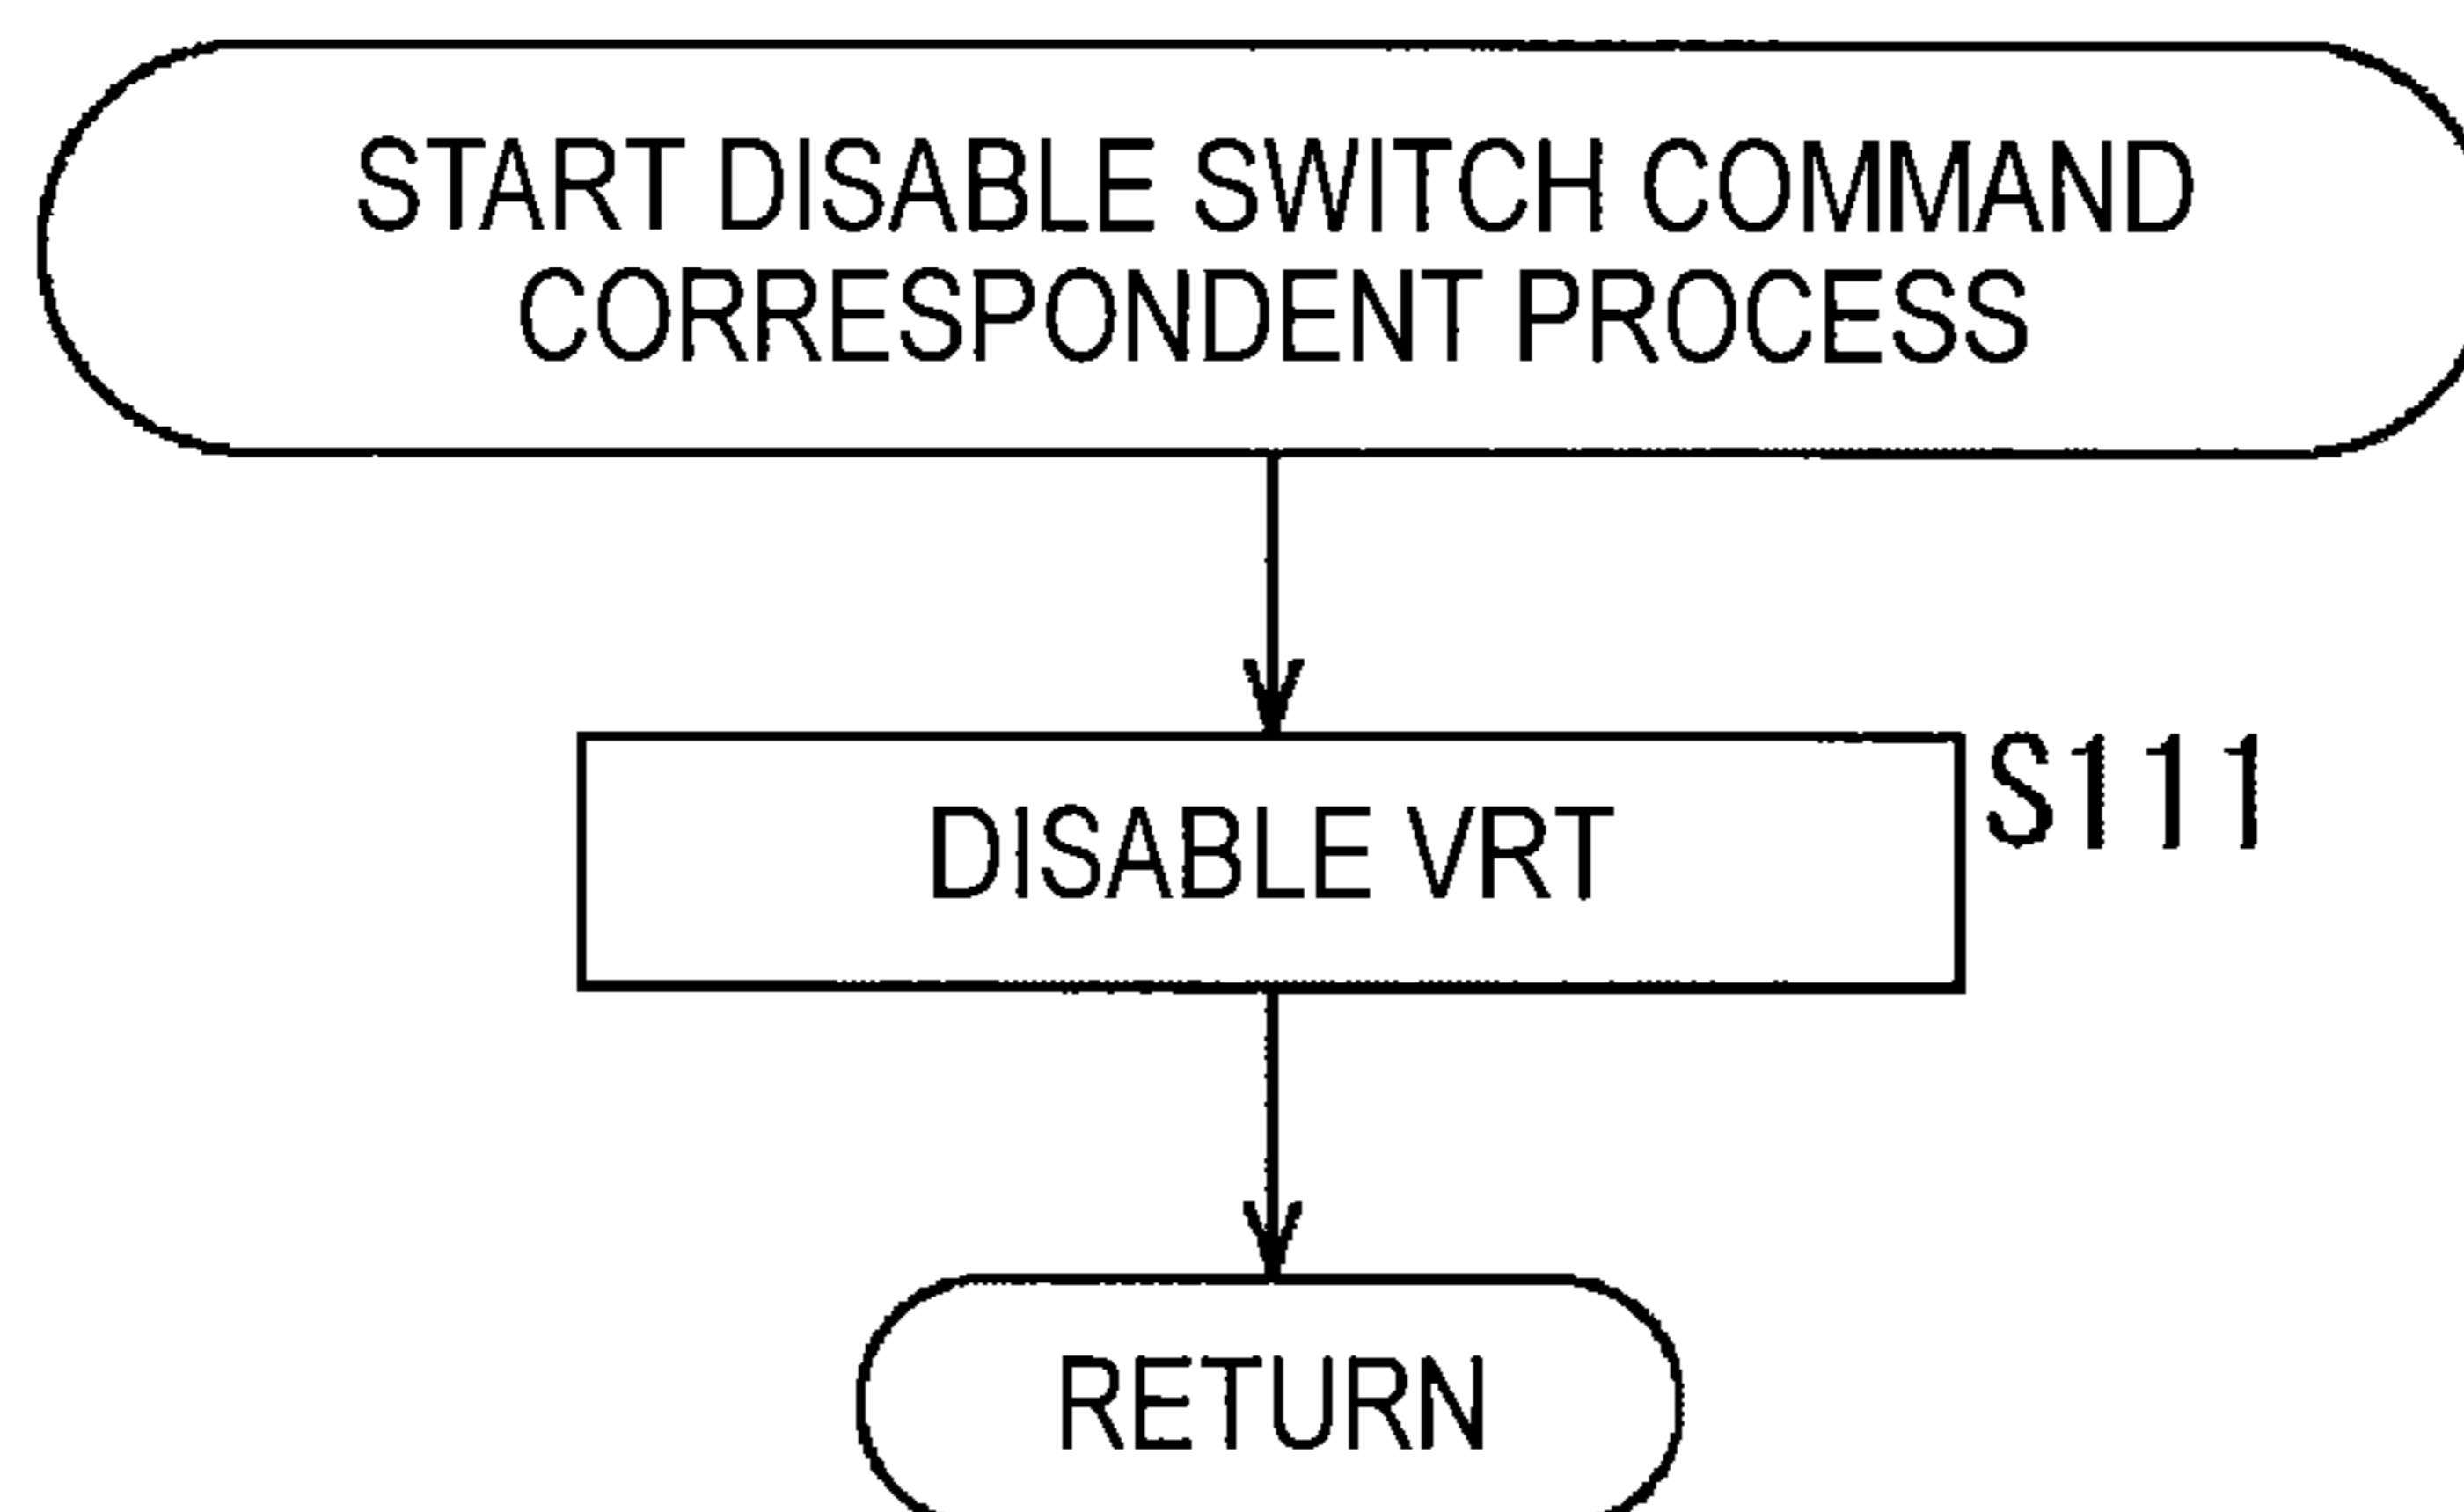 START DISABLE SWITCH COMMAND
CORRESPONDENT PROCESS
DISABLE VRT
S111
RETURN